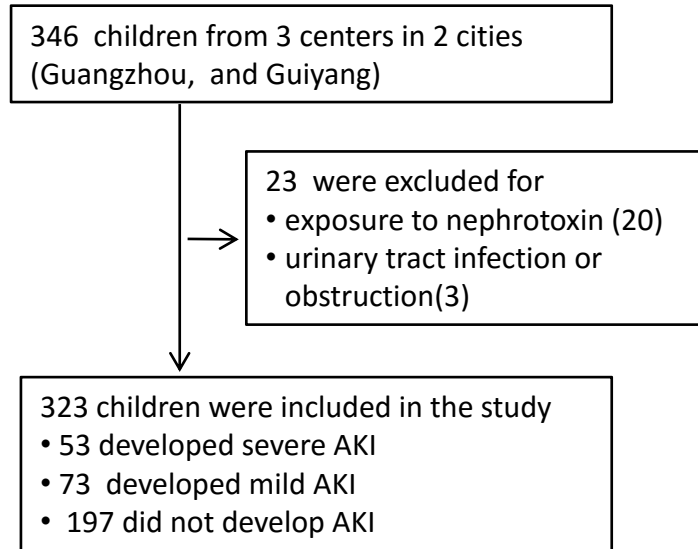 346 children from 3 centers in 2 cities
(Guangzhou, and Guiyang)
23 were excluded for
• exposure to nephrotoxin (20)
• urinary tract infection or
obstruction(3)
323 children were included in the study
• 53 developed severe AKI
• 73 developed mild AKI
• 197 did not develop AKI